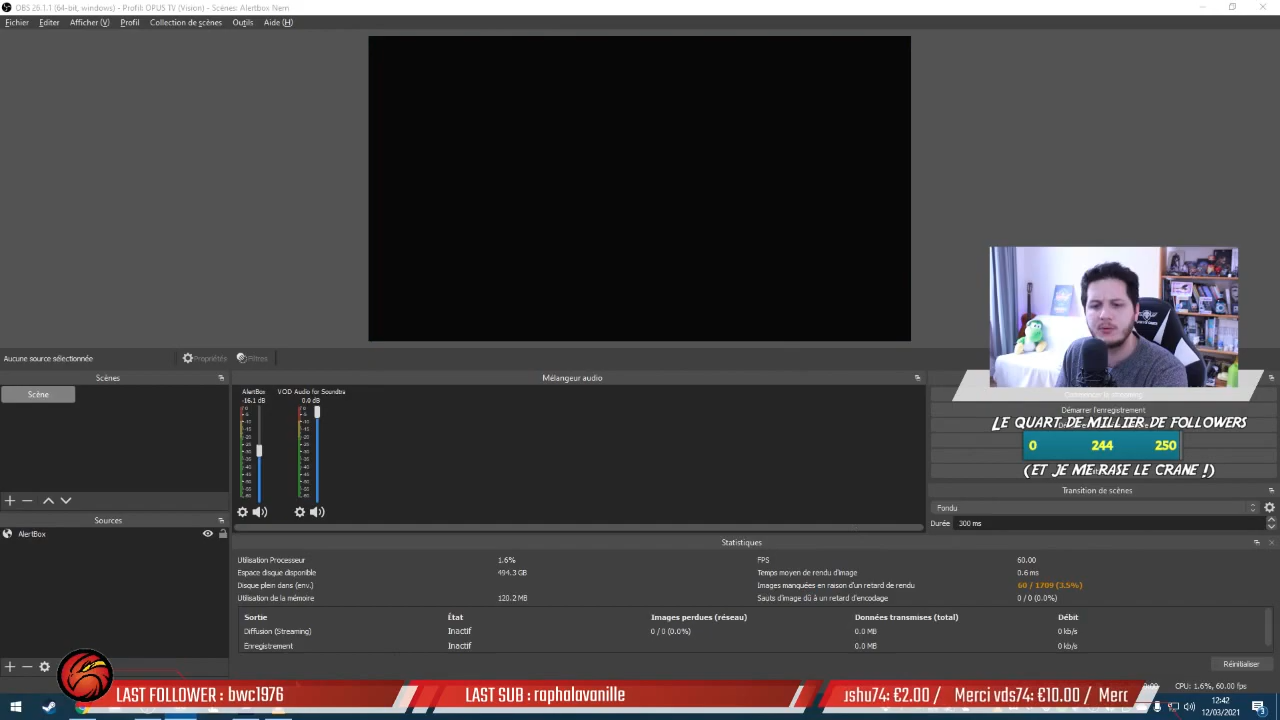 OBS 26.1.1 (64-bit, windows) - Profil: OPUS TV (Vision) - Scènes: Alertbox Nem
Fichier Editer Afficher (V) Profil Collection de scènes Outils Aide (H)
Aucune source sélectionnée
Propriétés
Filtres
Scènes
Mélangeur audio
Scène
AlertBox
-16.1 dB
VOD Audio for Soundtra
0.0 dB
Commencer le streaming
Démarrer l'enregistrement
LE QUART DE MILLIER DE FOLLOWERS
0 244 250
(ET JE ME RASE LE CRANE !)
Transition de scènes
Fondu
Durée 300 ms
Sources
AlertBox
Statistiques
Utilisation Processeur 1.6%
Espace disque disponible 494.3 GB
Disque plein dans (env.)
Utilisation de la mémoire 120.2 MB
FPS 60.00
Temps moyen de rendu d'image 0.6 ms
Images manquées en raison d'un retard de rendu 60 / 1709 (3.5%)
Sauts d'image dû à un retard d'encodage 0 / 0 (0.0%)
Sortie État Images perdues (réseau) Données transmises (total) Débit
Diffusion (Streaming) Inactif 0 / 0 (0.0%) 0.0 MB 0 kb/s
Enregistrement Inactif 0.0 MB 0 kb/s
Réinitialiser
CPU: 1.6%, 60.00 fps
LAST FOLLOWER : bwc1976
LAST SUB : raphalavanille
ushu74: €2.00 / Merci vds74: €10.00 / Merc
12:42
12/03/2021